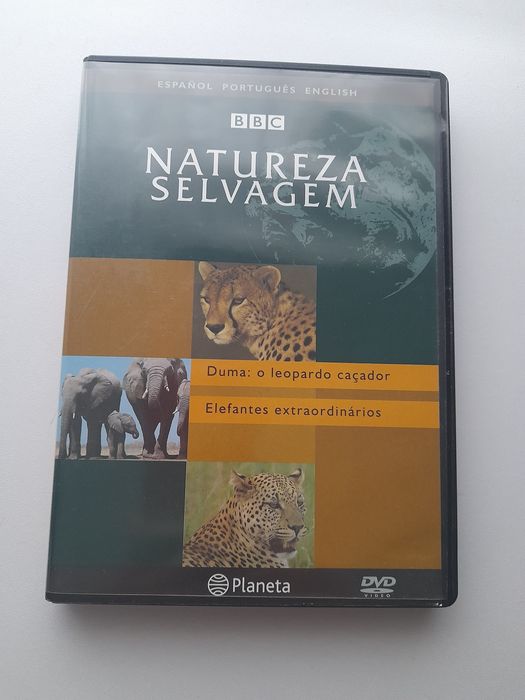 ESPAÑOL PORTUGUÊS ENGLISH
BBC
NATUREZA
SELVAGEM
Duma: o leopardo caçador
Elefantes extraordinários
Planeta
DVD
VIDEO